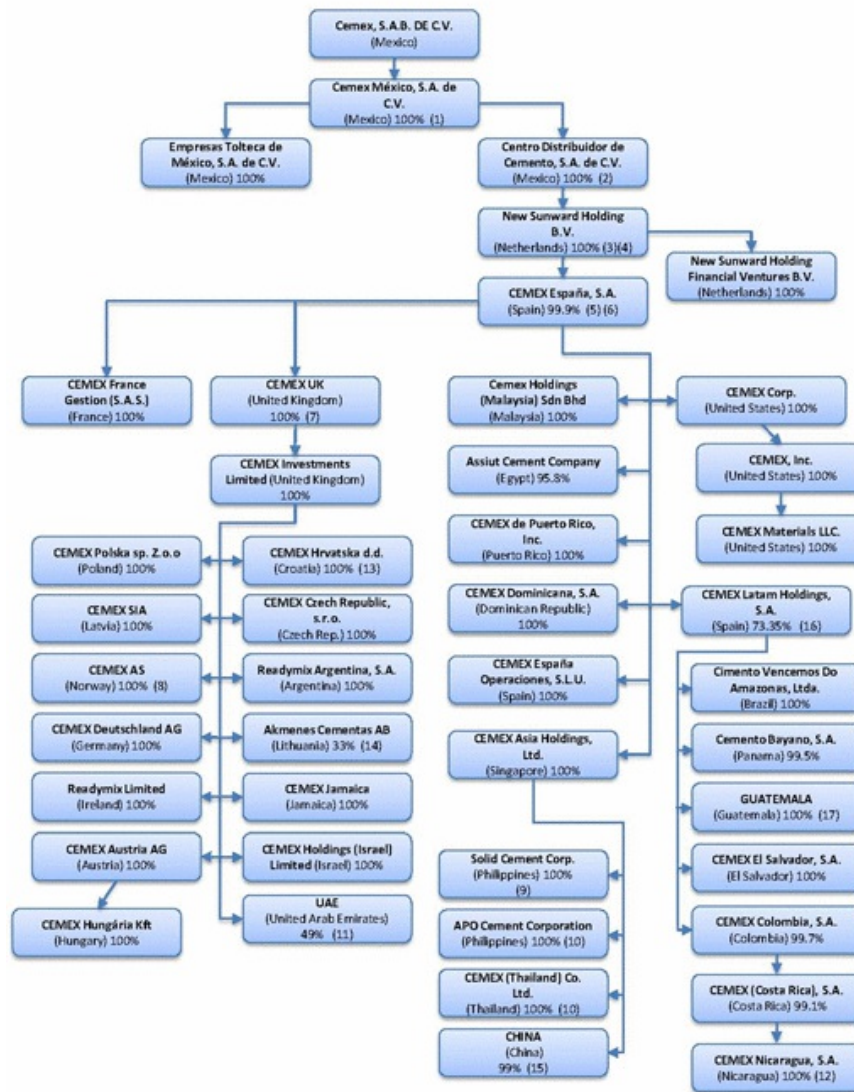 Cemex, S.A.B. DE C.V.
(Mexico)
Cemex México, S.A. de
C.V.
(Mexico) 100% (1)
Empresas Tolteca de
México, S.A. de C.V.
(Mexico) 100%
Centro Distribuidor de
Cemento, S.A. de C.V.
(Mexico) 100% (2)
New Sunward Holding
B.V.
(Netherlands) 100% (3)(4)
New Sunward Holding
Financial Ventures B.V.
(Netherlands) 100%
CEMEX España, S.A.
(Spain) 99.9% (5) (6)
CEMEX France
Gestion (S.A.S.)
(France) 100%
CEMEX UK
(United Kingdom)
100% (7)
CEMEX Investments
Limited (United Kingdom)
100%
CEMEX Polska sp. Z.o.o
(Poland) 100%
CEMEX Hrvatska d.d.
(Croatia) 100% (13)
CEMEX SIA
(Latvia) 100%
CEMEX Czech Republic,
s.r.o.
(Czech Rep.) 100%
CEMEX AS
(Norway) 100% (8)
Readymix Argentina, S.A.
(Argentina) 100%
CEMEX Deutschland AG
(Germany) 100%
Akmenes Cementas AB
(Lithuania) 33% (14)
Readymix Limited
(Ireland) 100%
CEMEX Jamaica
(Jamaica) 100%
CEMEX Austria AG
(Austria) 100%
CEMEX Holdings (Israel)
Limited (Israel) 100%
CEMEX Hungária Kft
(Hungary) 100%
UAE
(United Arab Emirates)
49% (11)
Cemex Holdings
(Malaysia) Sdn Bhd
(Malaysia) 100%
CEMEX Corp.
(United States) 100%
Assiut Cement Company
(Egypt) 95.8%
CEMEX, Inc.
(United States) 100%
CEMEX de Puerto Rico,
Inc.
(Puerto Rico) 100%
CEMEX Materials LLC.
(United States) 100%
CEMEX Dominicana, S.A.
(Dominican Republic)
100%
CEMEX Latam Holdings,
S.A.
(Spain) 73.35% (16)
CEMEX España
Operaciones, S.L.U.
(Spain) 100%
CEMEX Asia Holdings,
Ltd.
(Singapore) 100%
Solid Cement Corp.
(Philippines) 100%
(9)
APO Cement Corporation
(Philippines) 100% (10)
CEMEX (Thailand) Co.
Ltd.
(Thailand) 100% (10)
CHINA
(China)
99% (15)
Cimento Vencemos Do
Amazonas, Ltda.
(Brazil) 100%
Cemento Bayano, S.A.
(Panama) 99.5%
GUATEMALA
(Guatemala) 100% (17)
CEMEX El Salvador, S.A.
(El Salvador) 100%
CEMEX Colombia, S.A.
(Colombia) 99.7%
CEMEX (Costa Rica), S.A.
(Costa Rica) 99.1%
CEMEX Nicaragua, S.A.
(Nicaragua) 100% (12)